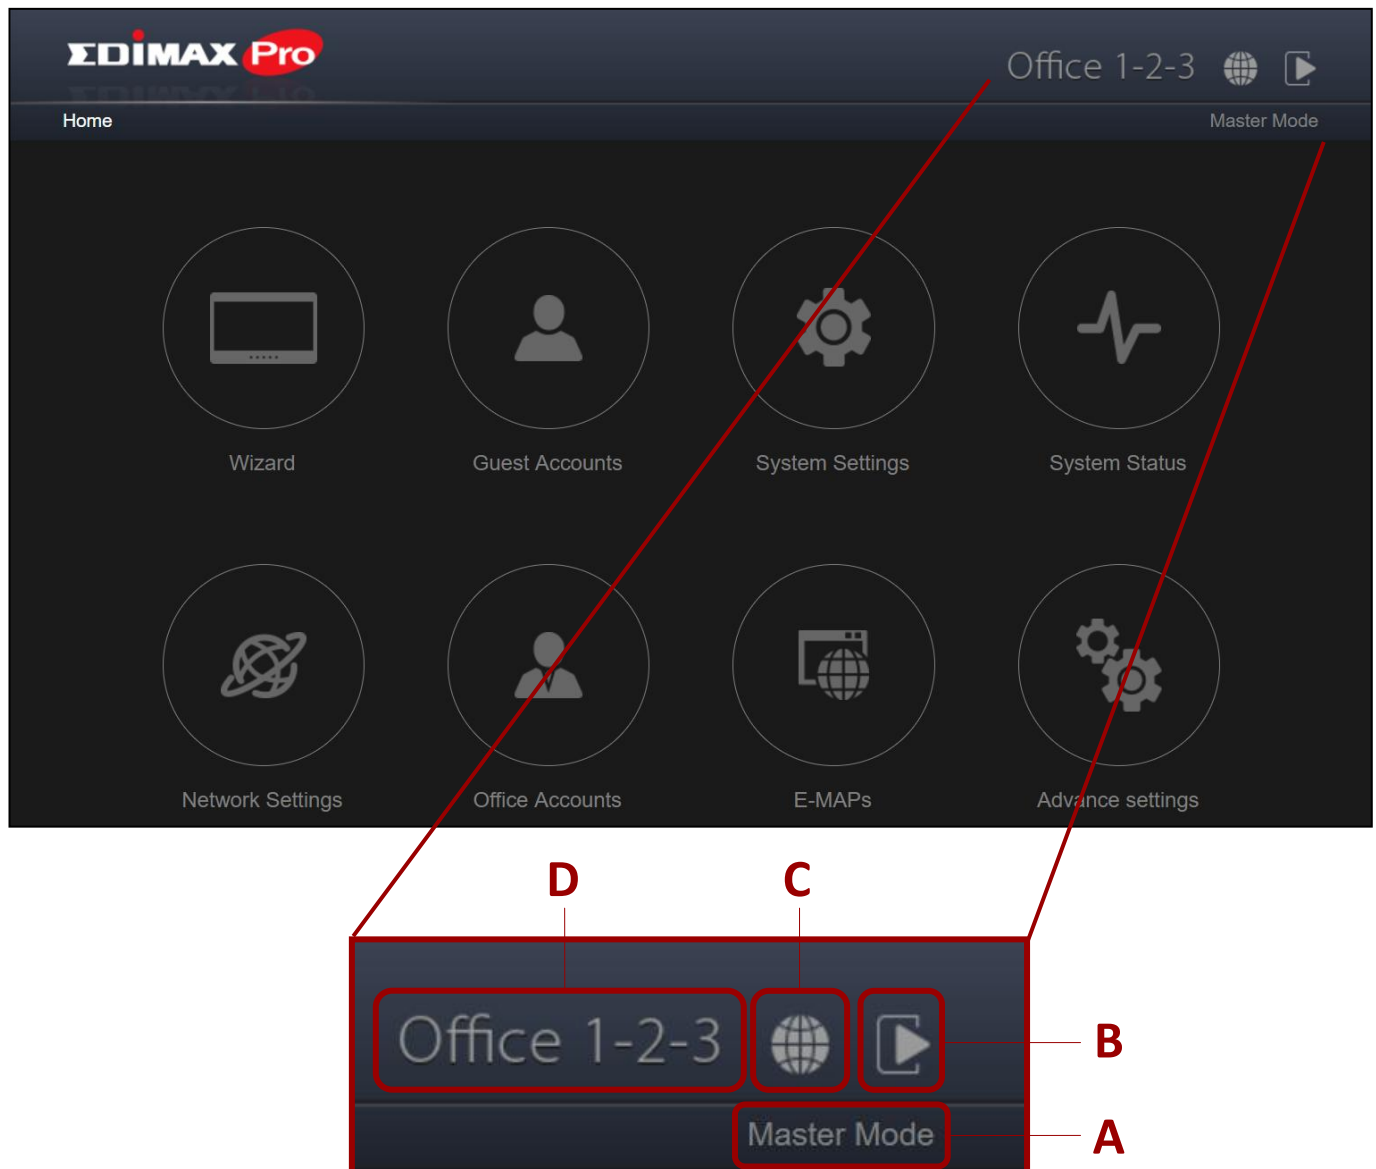 EDIMAX Pro
Office 1-2-3
Home
Master Mode
Wizard
Guest Accounts
System Settings
System Status
Network Settings
Office Accounts
E-MAPs
Advance settings
D
C
Office 1-2-3
B
Master Mode
A